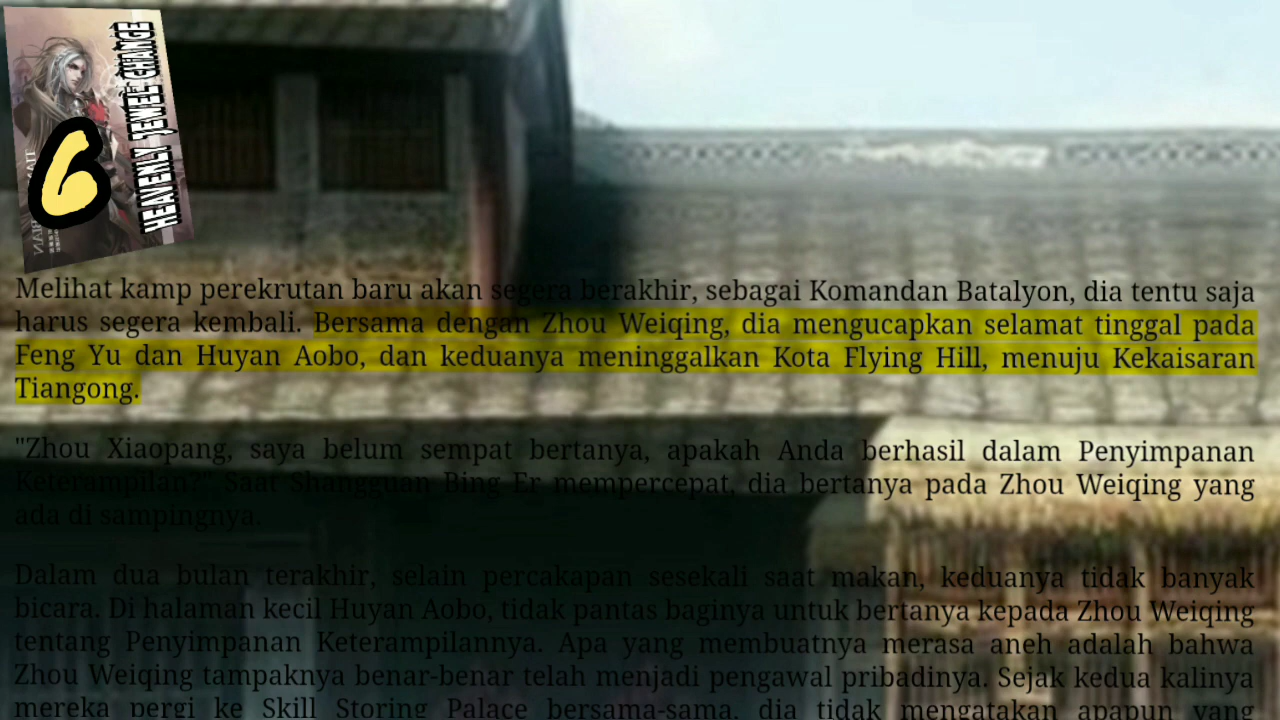 HEAVENLY JEWEL CHANGE
6
Melihat kamp perekrutan baru akan segera berakhir, sebagai Komandan Batalyon, dia tentu saja
harus segera kembali. Bersama dengan Zhou Weiqing, dia mengucapkan selamat tinggal pada
Feng Yu dan Huyan Aobo, dan keduanya meninggalkan Kota Flying Hill, menuju Kekaisaran
Tiangong.
"Zhou Xiaopang, saya belum sempat bertanya, apakah Anda berhasil dalam Penyimpanan
Keterampilan?" Saat Shangguan Bing Er mempercepat, dia bertanya pada Zhou Weiqing yang
ada di sampingnya.
Dalam dua bulan terakhir, selain percakapan sesekali saat makan, keduanya tidak banyak
bicara. Di halaman kecil Huyan Aobo, tidak pantas baginya untuk bertanya kepada Zhou Weiqing
tentang Penyimpanan Keterampilannya. Apa yang membuatnya merasa aneh adalah bahwa
Zhou Weiqing tampaknya benar-benar telah menjadi pengawal pribadinya. Sejak kedua kalinya
mereka pergi ke Skill Storing Palace bersama-sama, dia tidak mengatakan apapun yang